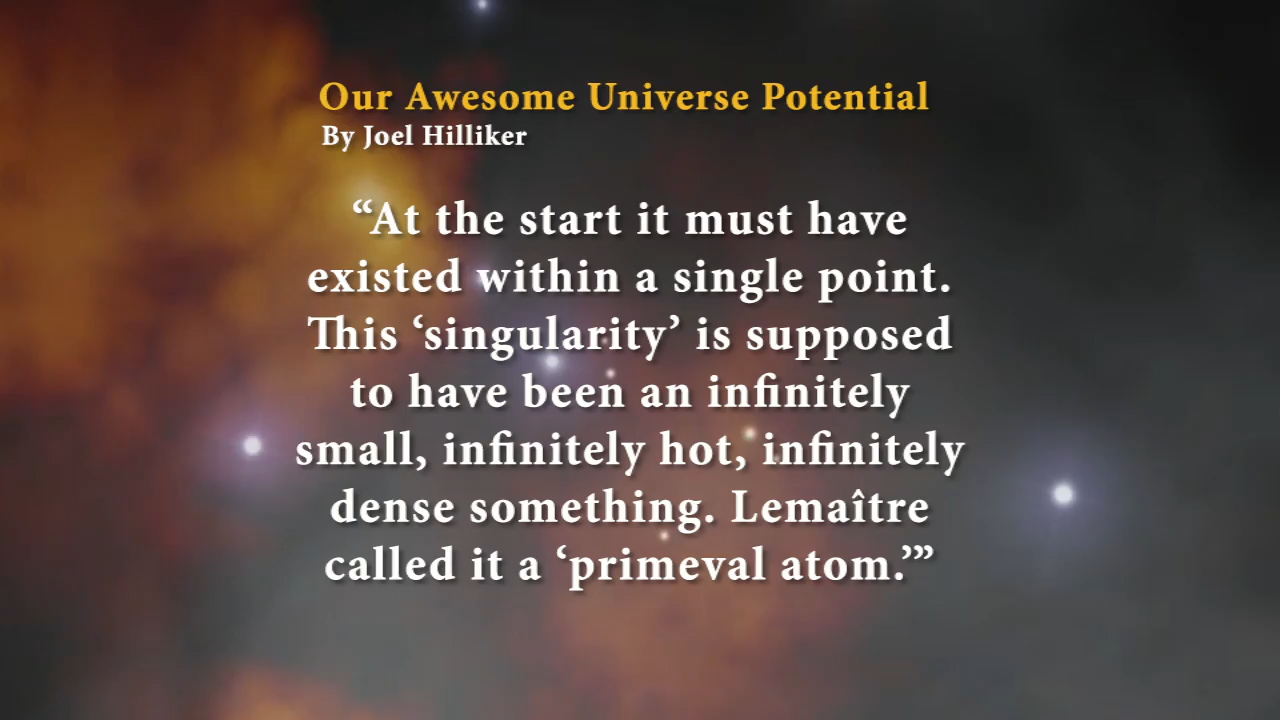 Our Awesome Universe Potential
By Joel Hilliker
“At the start it must have
existed within a single point.
This ‘singularity’ is supposed
to have been an infinitely
small, infinitely hot, infinitely
dense something. Lemaître
called it a ‘primeval atom.’”